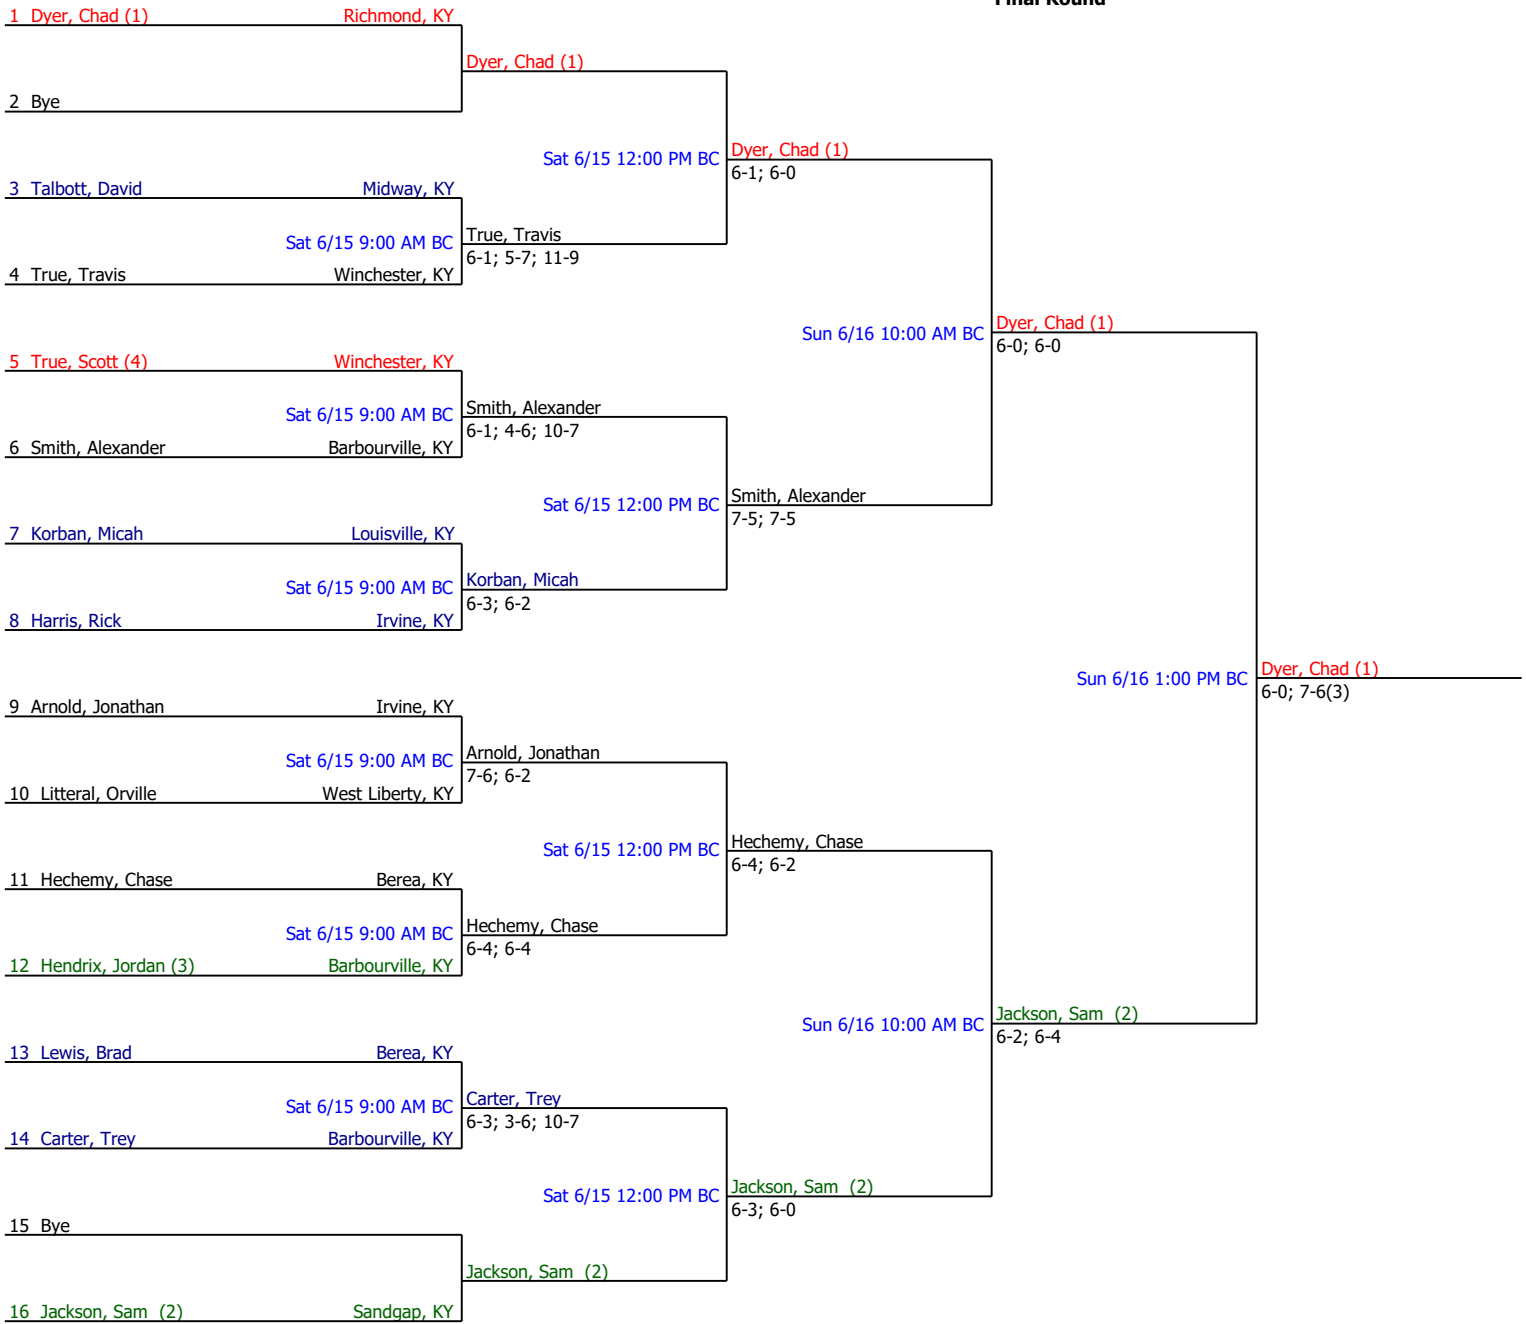 Final Round
1 Dyer, Chad (1) Richmond, KY
Dyer, Chad (1)
2 Bye
Sat 6/15 12:00 PM BC Dyer, Chad (1)
6-1; 6-0
3 Talbott, David Midway, KY
Sat 6/15 9:00 AM BC True, Travis
6-1; 5-7; 11-9
4 True, Travis Winchester, KY
Sun 6/16 10:00 AM BC Dyer, Chad (1)
6-0; 6-0
5 True, Scott (4) Winchester, KY
Sat 6/15 9:00 AM BC Smith, Alexander
6-1; 4-6; 10-7
6 Smith, Alexander Barbourville, KY
Sat 6/15 12:00 PM BC Smith, Alexander
7-5; 7-5
7 Korban, Micah Louisville, KY
Sat 6/15 9:00 AM BC Korban, Micah
6-3; 6-2
8 Harris, Rick Irvine, KY
Sun 6/16 1:00 PM BC Dyer, Chad (1)
6-0; 7-6(3)
9 Arnold, Jonathan Irvine, KY
Sat 6/15 9:00 AM BC Arnold, Jonathan
7-6; 6-2
10 Litteral, Orville West Liberty, KY
Sat 6/15 12:00 PM BC Hechemy, Chase
6-4; 6-2
11 Hechemy, Chase Berea, KY
Sat 6/15 9:00 AM BC Hechemy, Chase
6-4; 6-4
12 Hendrix, Jordan (3) Barbourville, KY
Sun 6/16 10:00 AM BC Jackson, Sam (2)
6-2; 6-4
13 Lewis, Brad Berea, KY
Sat 6/15 9:00 AM BC Carter, Trey
6-3; 3-6; 10-7
14 Carter, Trey Barbourville, KY
Sat 6/15 12:00 PM BC Jackson, Sam (2)
6-3; 6-0
15 Bye
Jackson, Sam (2)
16 Jackson, Sam (2) Sandgap, KY